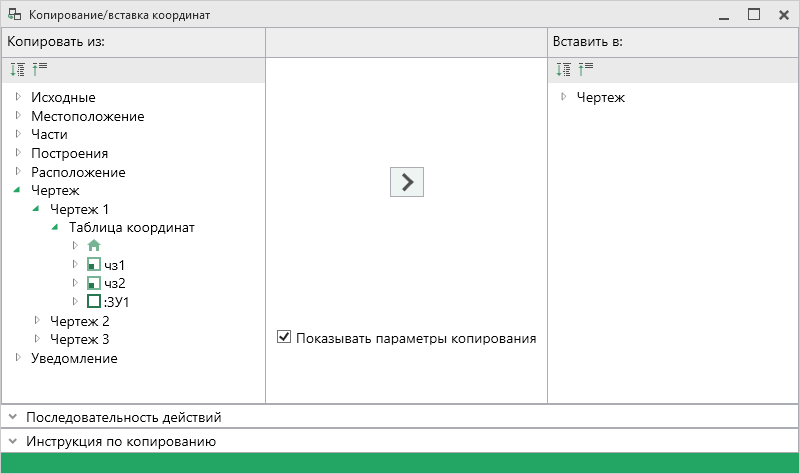 Копирование/вставка координат
Копировать из:
Вставить в:
Исходные
Местоположение
Части
Построения
Расположение
Чертеж
Чертеж 1
Таблица координат
чз1
чз2
:ЗУ1
Чертеж 2
Чертеж 3
Уведомление
Показывать параметры копирования
Чертеж
Последовательность действий
Инструкция по копированию